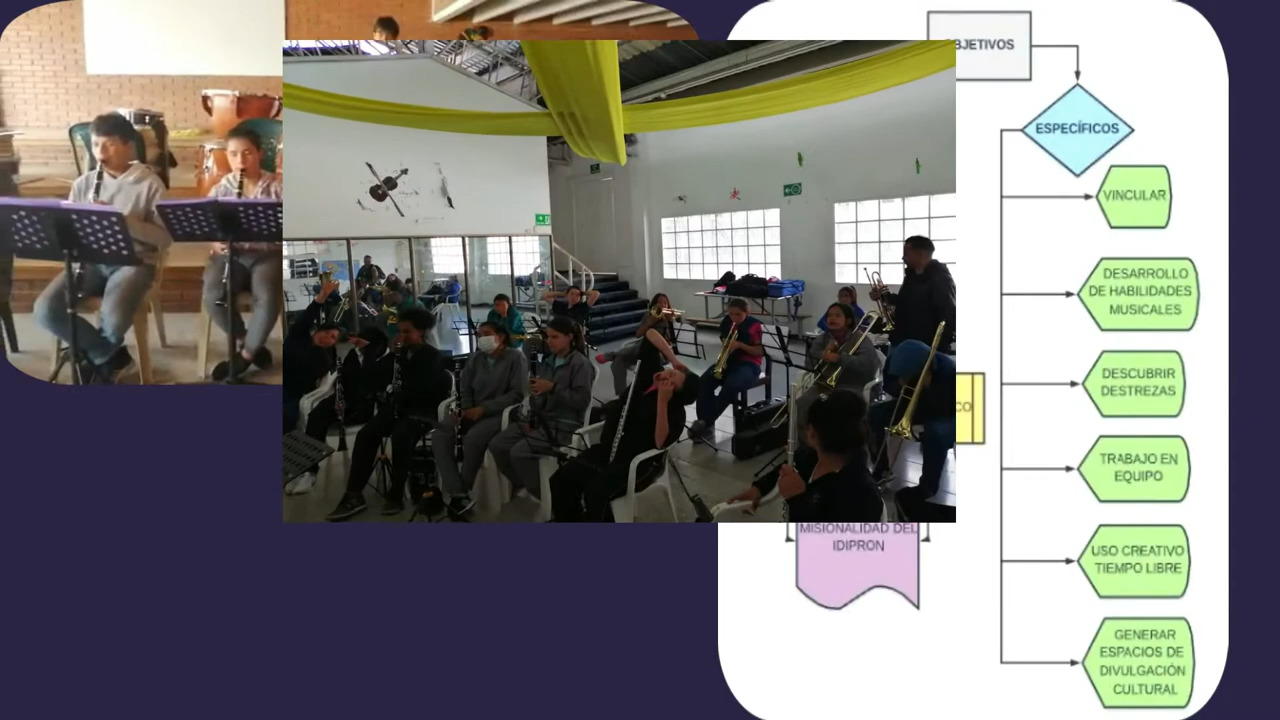 ESPECÍFICOS
VINCULAR
DESARROLLO
DE HABILIDADES
MUSICALES
DESCUBRIR
DESTREZAS
TRABAJO EN
EQUIPO
USO CREATIVO
TIEMPO LIBRE
GENERAR
ESPACIOS DE
DIVULGACIÓN
CULTURAL
MISIONALIDAD DEL
IDIPRON